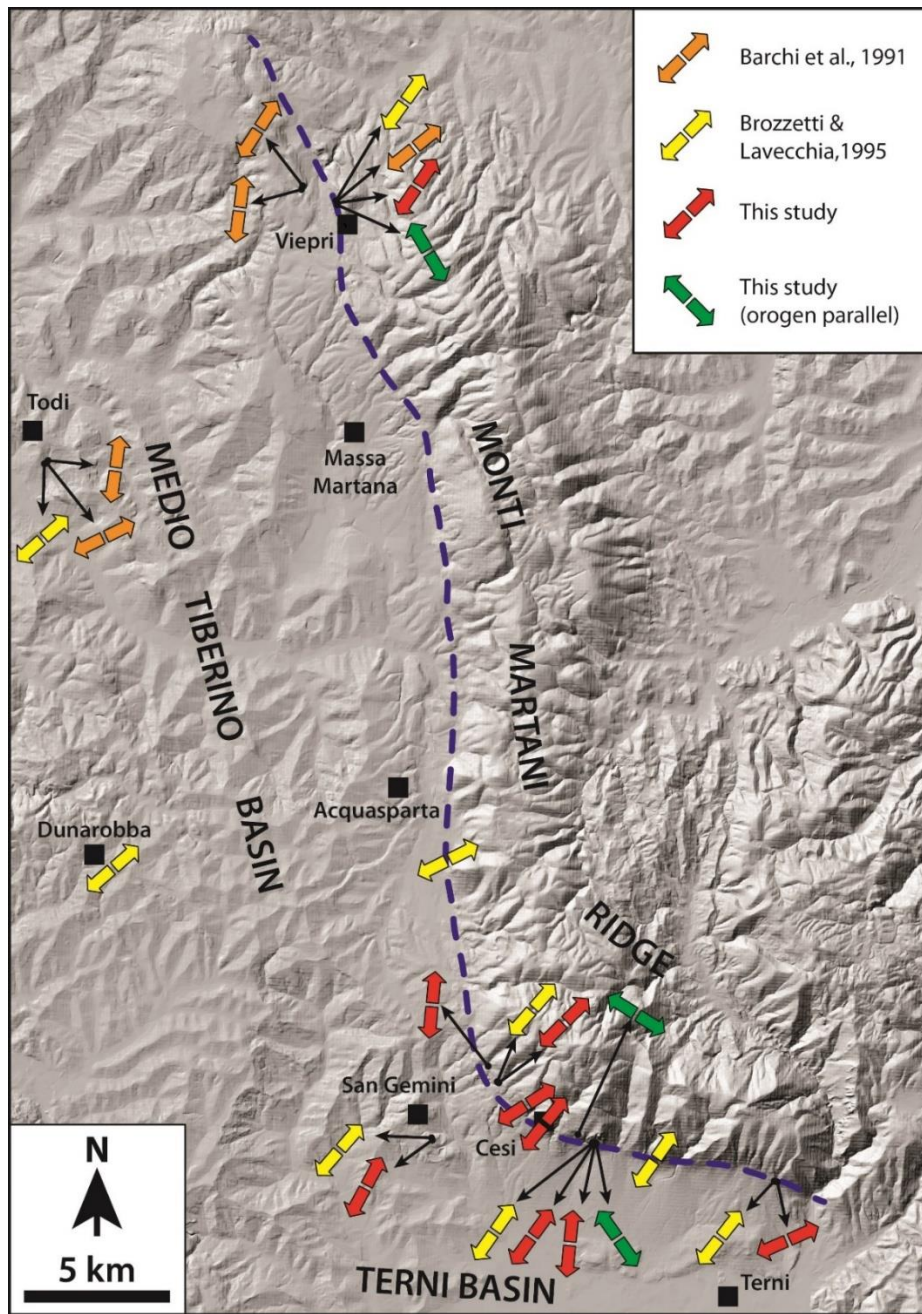 Barchi et al., 1991
Brozzetti &
Lavecchia,1995
This study
This study
(orogen parallel)
Viepri
Todi
Massa
Martana
MEDIO
TIBERINO
BASIN
MONTI
MARTANI
RIDGE
Acquasparta
Dunarobba
San Gemini
Cesi
N
5 km
TERNI BASIN
Terni